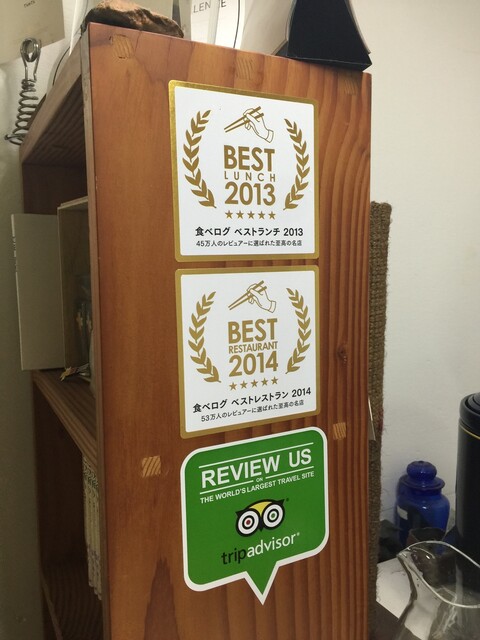 BEST
LUNCH
2013
★★★★★
食べログ ベストランチ 2013
45万人のレビュアーに選ばれた至高の名店
BEST
RESTAURANT
2014
★★★★★
食べログ ベストレストラン 2014
53万人のレビュアーに選ばれた至高の名店
REVIEW US
ON
THE WORLD'S LARGEST TRAVEL SITE
tripadvisor®